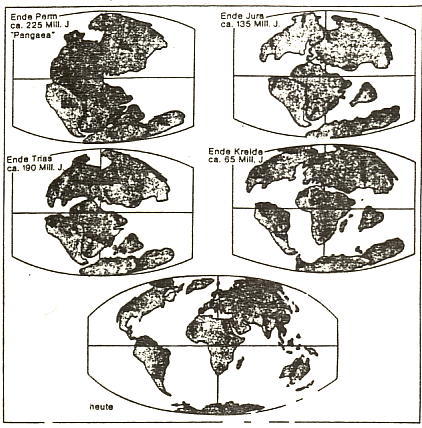 Ende Perm
ca. 225 Mill. J
"Pangaea"
Ende Jura
ca. 135 Mill. J.
Ende Trias
ca. 190 Mill. J.
Ende Kreide
ca. 65 Mill. J.
heute